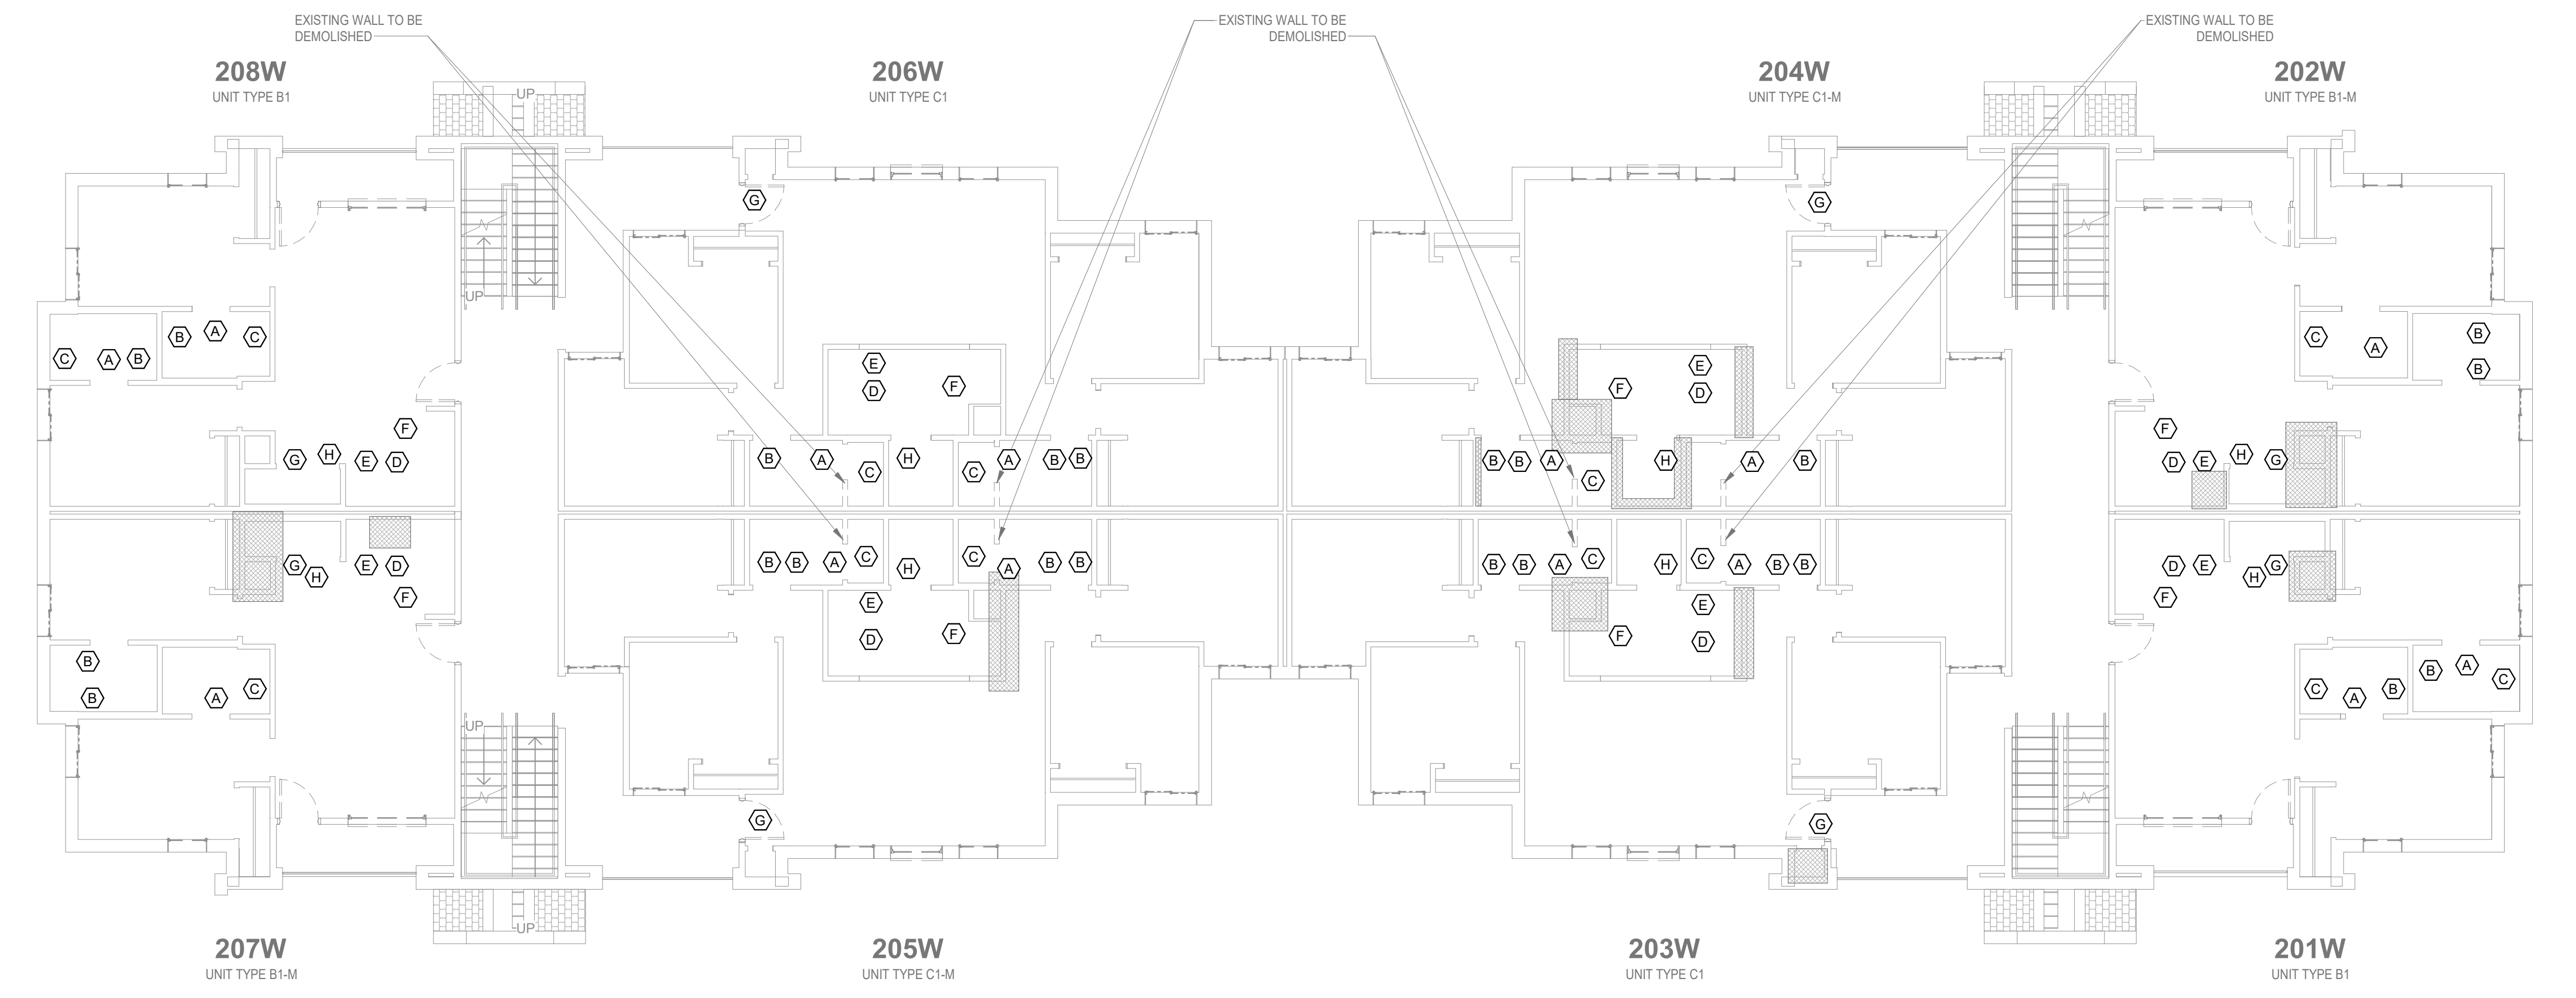 EXISTING WALL TO BE
DEMOLISHED
EXISTING WALL TO BE
DEMOLISHED
EXISTING WALL TO BE
DEMOLISHED
208W
UNIT TYPE B1
206W
UNIT TYPE C1
204W
UNIT TYPE C1-M
202W
UNIT TYPE B1-M
UP
G
G
UP
B A C
C A B
E
D F
E
F D
C A
B
B
F
G H E D
B A C H C A B B
B B A C H A B
F
D E H G
G H E D
F
B B A C H C A B B
E
D F
B B A C H C A B B
E
F D
D E H G
F
B
B
A C
C A B
B A C
UP
G
G
UP
207W
UNIT TYPE B1-M
205W
UNIT TYPE C1-M
203W
UNIT TYPE C1
201W
UNIT TYPE B1